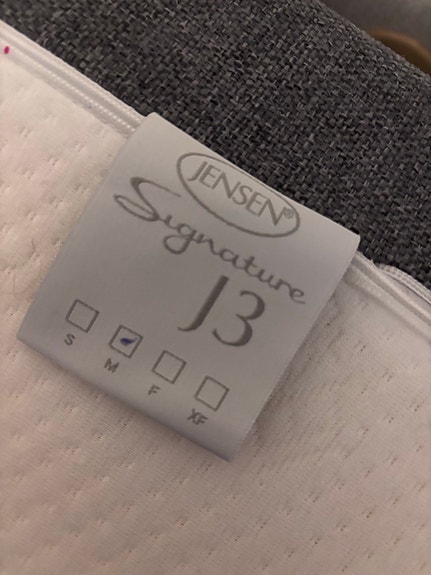 JENSEN®
Signature
J3
S M F XF